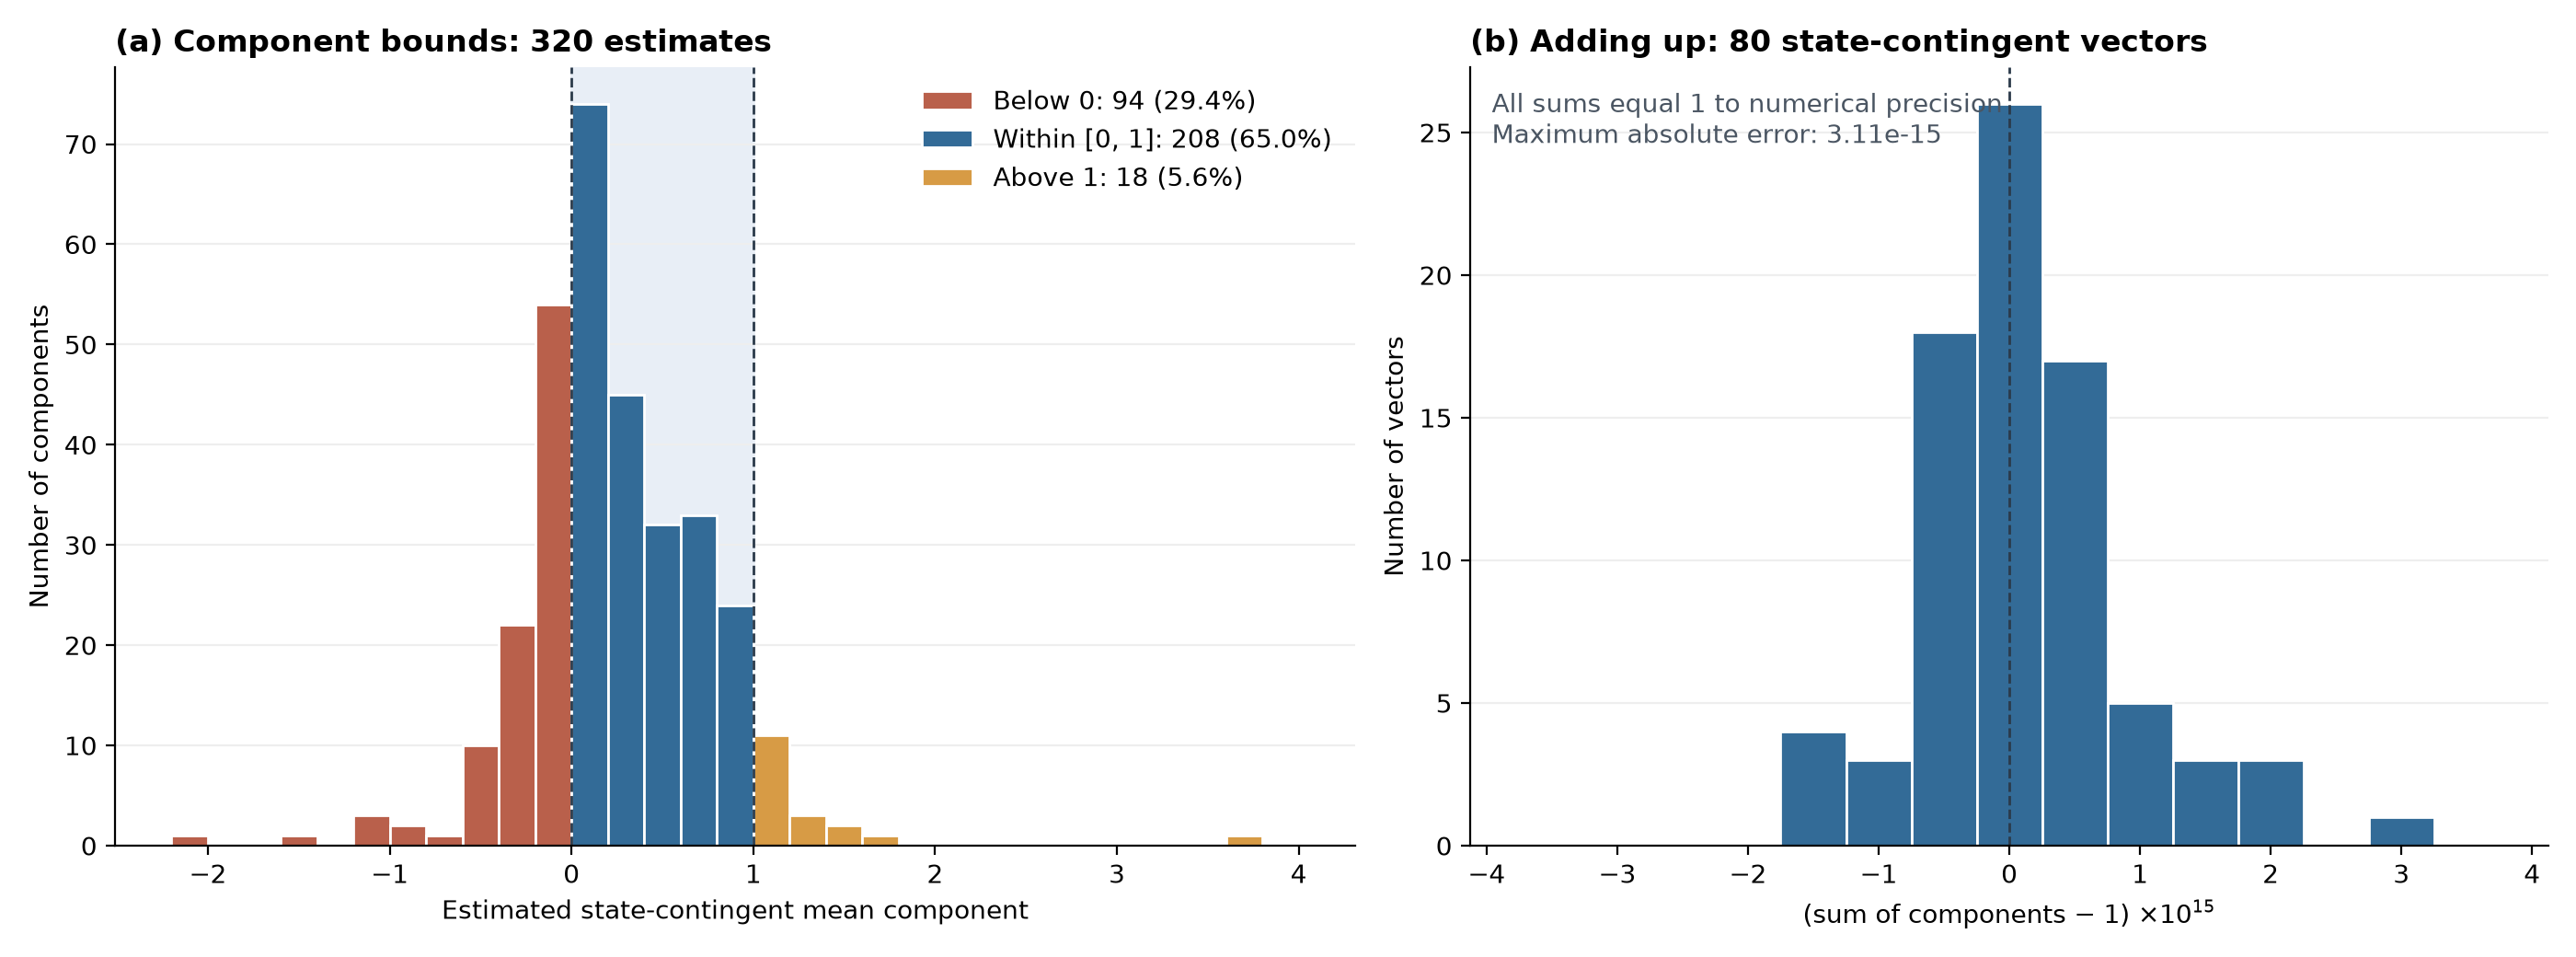 (a) Component bounds: 320 estimates
Number of components
70
60
50
40
30
20
10
0
−2
−1
0
1
2
3
4
Estimated state-contingent mean component
Below 0: 94 (29.4%)
Within [0, 1]: 208 (65.0%)
Above 1: 18 (5.6%)
(b) Adding up: 80 state-contingent vectors
Number of vectors
25
20
15
10
5
0
−4
−3
−2
−1
0
1
2
3
4
(sum of components − 1) ×10¹⁵
All sums equal 1 to numerical precision
Maximum absolute error: 3.11e-15